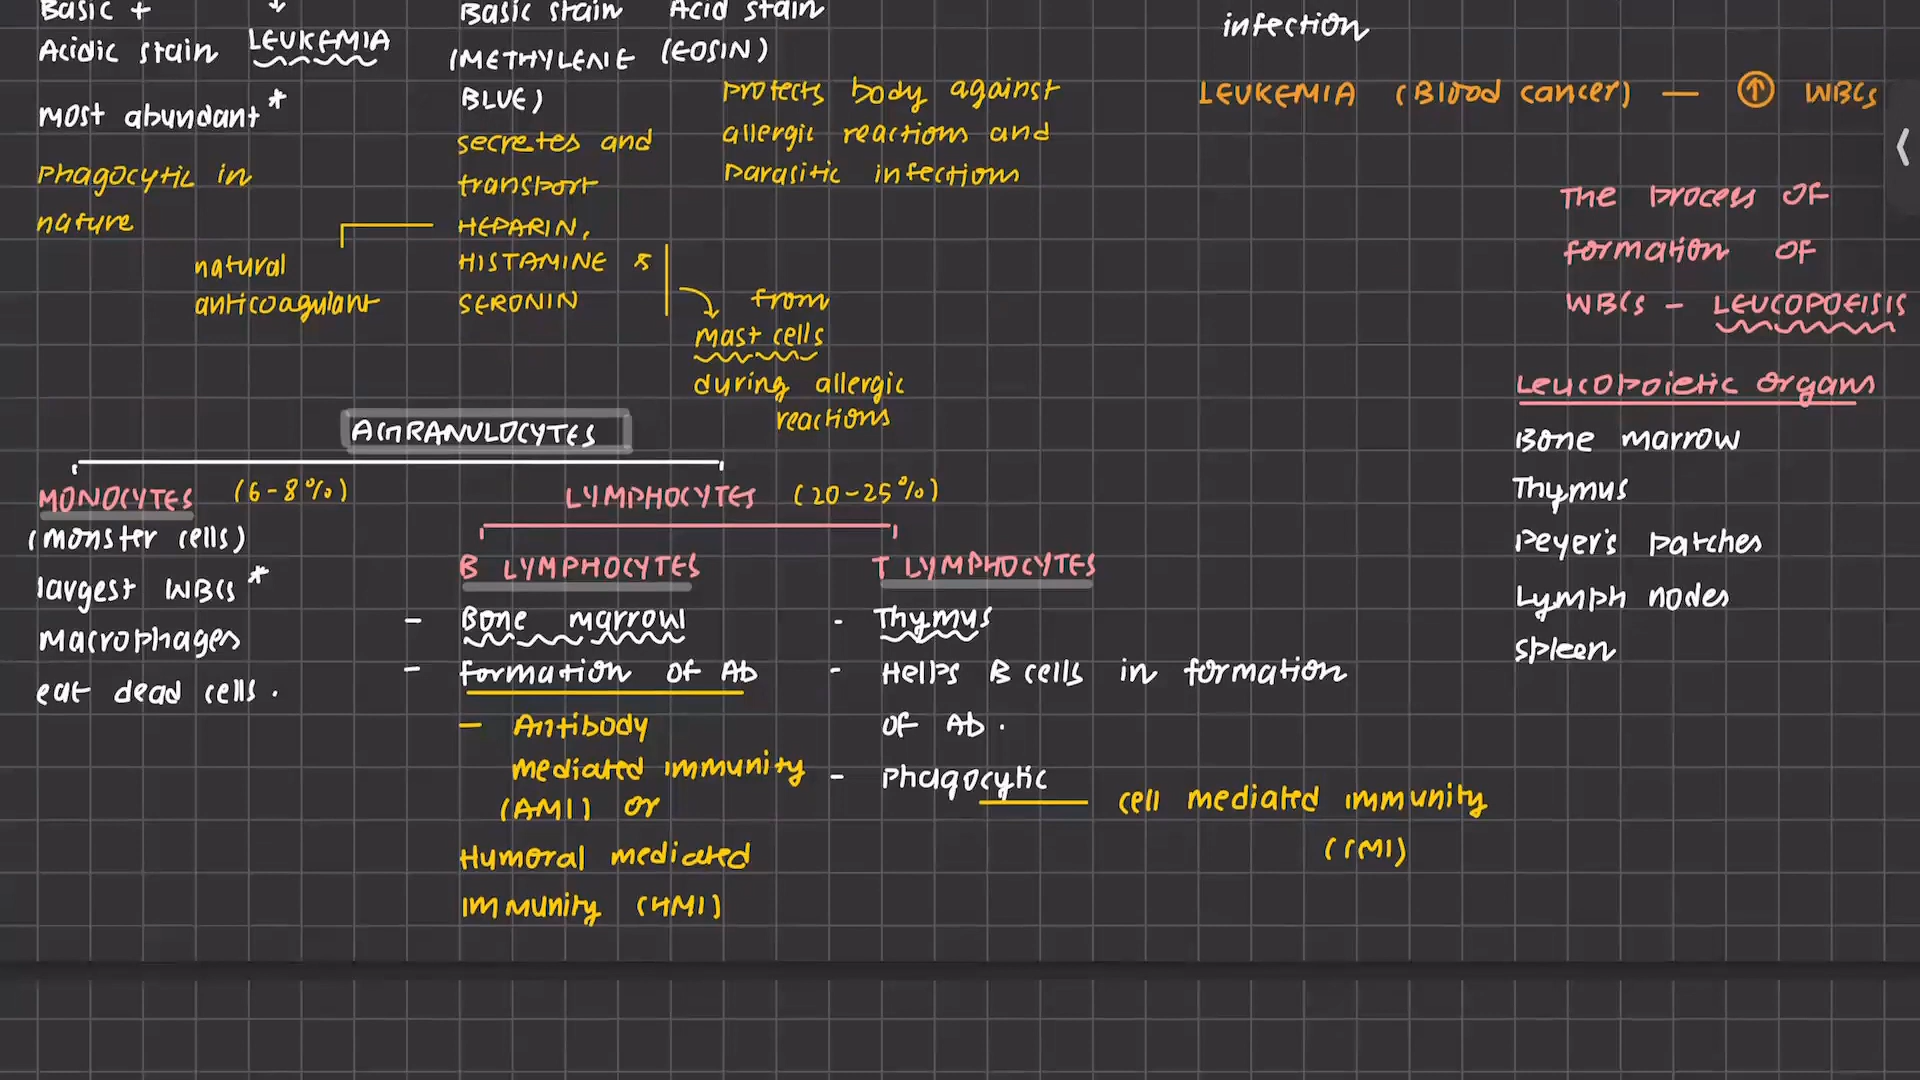 Basic +
Acidic stain LEUKEMIA
most abundant*
phagocytic in
nature
Basic stain
(METHYLENE
BLUE)
secretes and
transport
HEPARIN,
HISTAMINE &
SERONIN
natural
anticoagulant
Acid stain
(EOSIN)
protects body against
allergic reactions and
parasitic infections
from
mast cells
during allergic
reactions
infection
LEUKEMIA (Blood cancer) — ↑ WBCs
The process of
formation of
WBCs - LEUCOPOEISIS
Leucopoietic organs
Bone marrow
Thymus
Peyer's patches
Lymph nodes
spleen
AGRANULOCYTES
MONOCYTES (6-8%)
(monster cells)
largest WBCs*
macrophages
eat dead cells.
LYMPHOCYTES (20-25%)
B LYMPHOCYTES
- Bone marrow
- formation of Ab
- Antibody
mediated immunity
(AMI) or
Humoral mediated
immunity (HMI)
T LYMPHOCYTES
- Thymus
- Helps B cells in formation
of Ab.
- phagocytic
cell mediated immunity
(CMI)